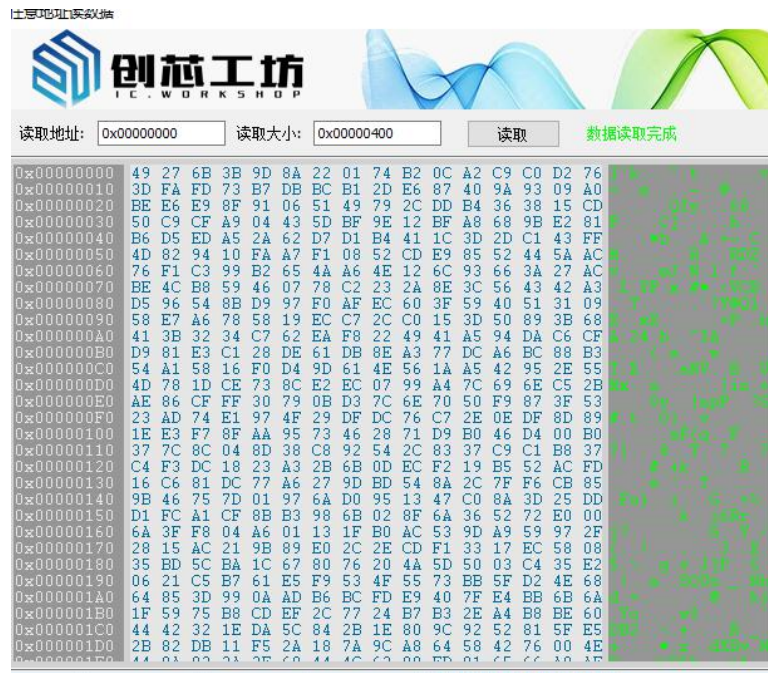 任意地址读数据
创芯工坊
IC.WORKSHOP
读取地址: 0x00000000 读取大小: 0x00000400 读取 数据读取完成
0x00000000 49 27 6B 3B 9D 8A 22 01 74 B2 0C A2 C9 C0 D2 76
0x00000010 3D FA FD 73 B7 DB BC B1 2D E6 87 40 9A 93 09 A0
0x00000020 BE E6 E9 8F 91 06 51 49 79 2C DD B4 36 38 15 CD
0x00000030 50 C9 CF A9 04 43 5D BF 9E 12 BF A8 68 9B E2 81
0x00000040 B6 D5 ED A5 2A 62 D7 D1 B4 41 1C 3D 2D C1 43 FF
0x00000050 4D 82 94 10 FA A7 F1 08 52 CD E9 85 52 44 5A AC
0x00000060 76 F1 C3 99 B2 65 4A A6 4E 12 6C 93 66 3A 27 AC
0x00000070 BE 4C B8 59 46 07 78 C2 23 2A 8E 3C 56 43 42 A3
0x00000080 D5 96 54 8B D9 97 F0 AF EC 60 3F 59 40 51 31 09
0x00000090 58 E7 A6 78 58 19 EC C7 2C C0 15 3D 50 89 3B 68
0x000000A0 41 3B 32 34 C7 62 EA F8 22 49 41 A5 94 DA C6 CF
0x000000B0 D9 81 E3 C1 28 DE 61 DB 8E A3 77 DC A6 BC 88 B3
0x000000C0 54 A1 58 16 F0 D4 9D 61 4E 56 1A A5 42 95 2E 55
0x000000D0 4D 78 1D CE 73 8C E2 EC 07 99 A4 7C 69 6E C5 2B
0x000000E0 AE 86 CF FF 30 79 0B D3 7C 6E 70 50 F9 87 3F 53
0x000000F0 23 AD 74 E1 97 4F 29 DF DC 76 C7 2E 0E DF 8D 89
0x00000100 1E E3 F7 8F AA 95 73 46 28 71 D9 B0 46 D4 00 B0
0x00000110 37 7C 8C 04 8D 38 C8 92 54 2C 83 37 C9 C1 B8 37
0x00000120 C4 F3 DC 18 23 A3 2B 6B 0D EC F2 19 B5 52 AC FD
0x00000130 16 C6 81 DC 77 A6 27 9D BD 54 8A 2C 7F F6 CB 85
0x00000140 9B 46 75 7D 01 97 6A D0 95 13 47 C0 8A 3D 25 DD
0x00000150 D1 FC A1 CF 8B B3 98 6B 02 8F 6A 36 52 72 E0 00
0x00000160 6A 3F F8 04 A6 01 13 1F B0 AC 53 9D A9 59 97 2F
0x00000170 28 15 AC 21 9B 89 E0 2C 2E CD F1 33 17 EC 58 08
0x00000180 35 BD 5C BA 1C 67 80 76 20 4A 5D 50 03 C4 35 E2
0x00000190 06 21 C5 B7 61 E5 F9 53 4F 55 73 BB 5F D2 4E 68
0x000001A0 64 85 3D 99 0A AD B6 BC FD E9 40 7F E4 BB 6B 6A
0x000001B0 1F 59 75 B8 CD EF 2C 77 24 B7 B3 2E A4 B8 BE 60
0x000001C0 44 42 32 1E DA 5C 84 2B 1E 80 9C 92 52 81 5F E5
0x000001D0 2B 82 DB 11 F5 2A 18 7A 9C A8 64 58 42 76 00 4E